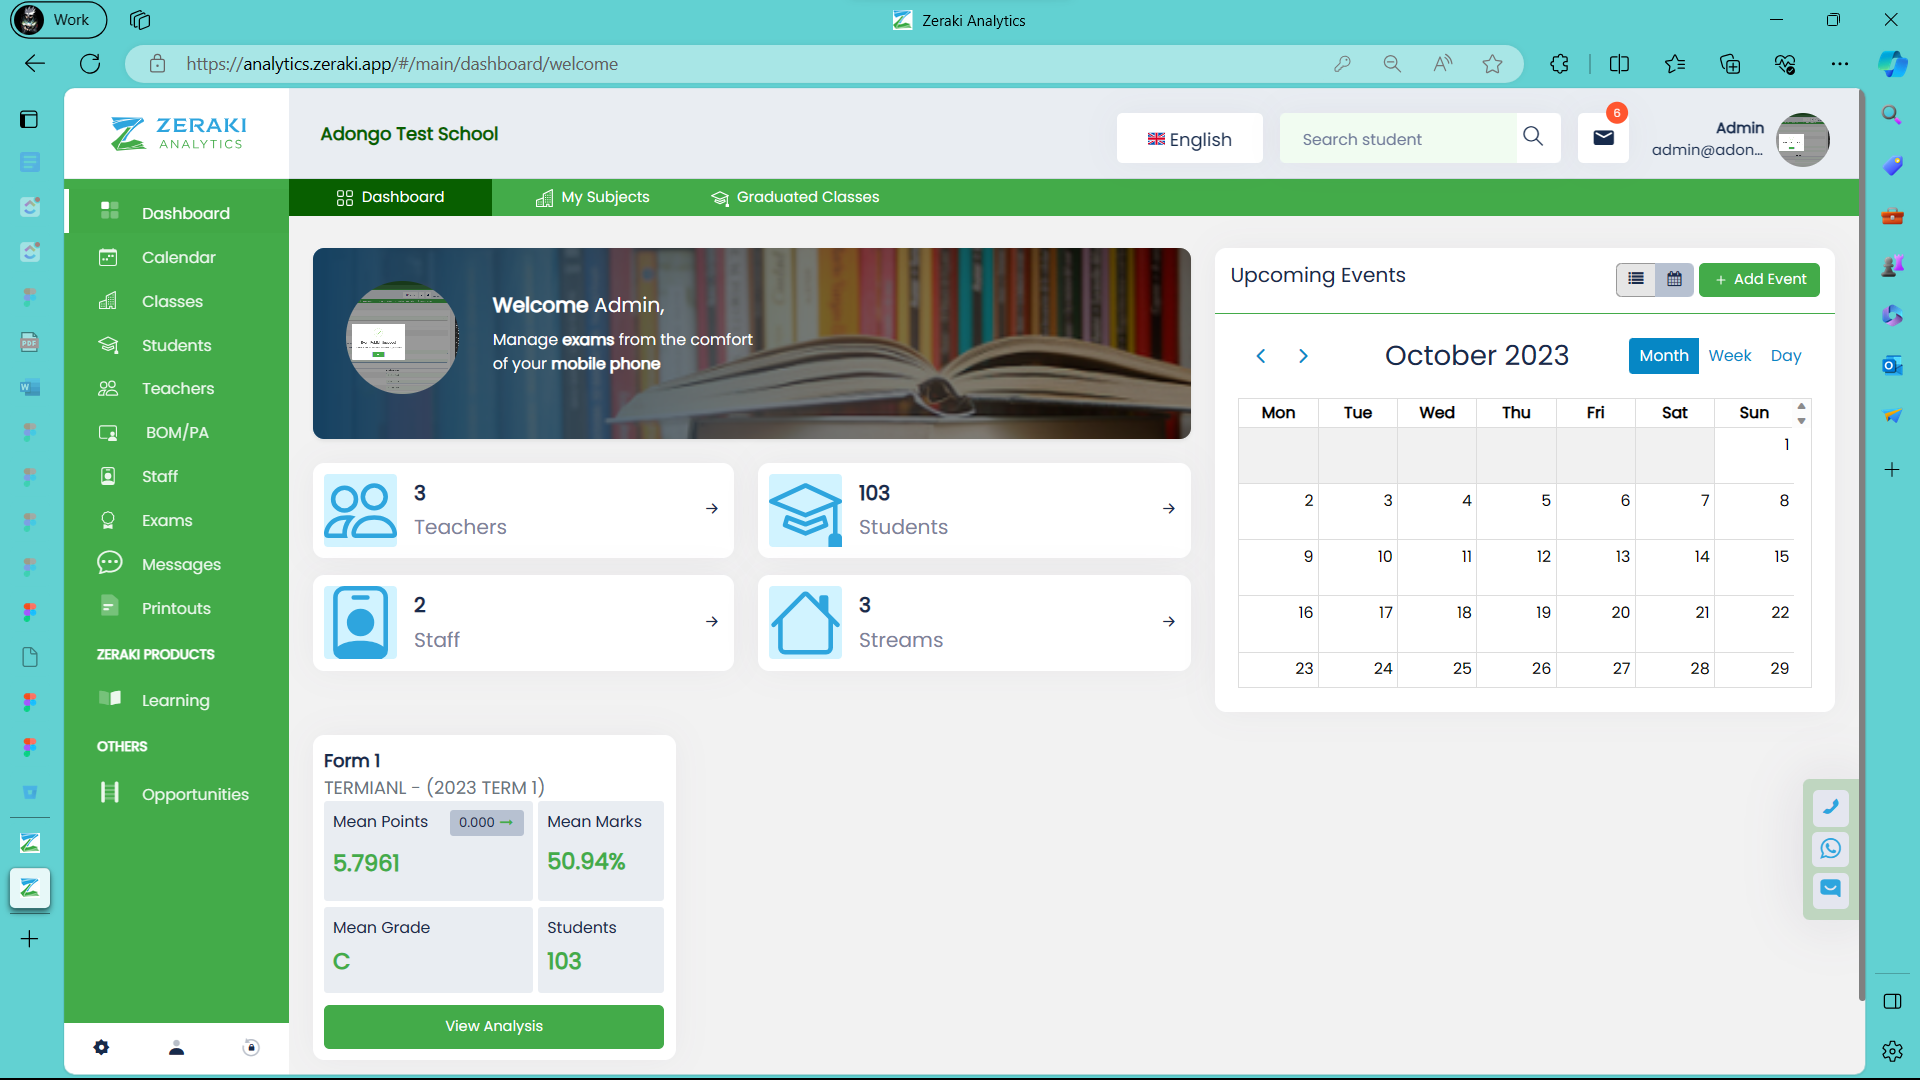 Work
Zeraki Analytics
https://analytics.zeraki.app/#/main/dashboard/welcome
ZERAKI
ANALYTICS
Adongo Test School
English
Search student
6
Admin
admin@adon...
Dashboard
My Subjects
Graduated Classes
Dashboard
Calendar
Classes
Students
Teachers
BOM/PA
Staff
Exams
Messages
Printouts
ZERAKI PRODUCTS
Learning
OTHERS
Opportunities
Welcome Admin,
Manage exams from the comfort
of your mobile phone
3
Teachers
103
Students
2
Staff
3
Streams
Upcoming Events
+ Add Event
October 2023
Month Week Day
Mon Tue Wed Thu Fri Sat Sun
1
2 3 4 5 6 7 8
9 10 11 12 13 14 15
16 17 18 19 20 21 22
23 24 25 26 27 28 29
Form 1
TERMIANL - (2023 TERM 1)
Mean Points 0.000
5.7961
Mean Marks
50.94%
Mean Grade
C
Students
103
View Analysis